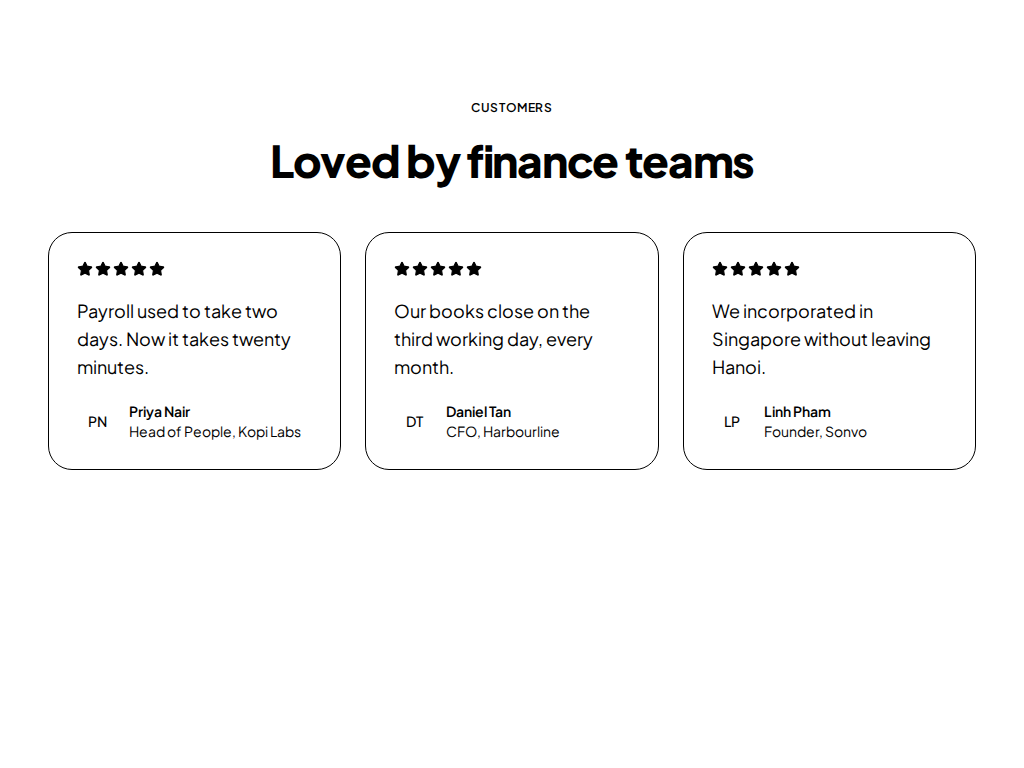 CUSTOMERS
Loved by finance teams
Payroll used to take two
days. Now it takes twenty
minutes.
PN
Priya Nair
Head of People, Kopi Labs
Our books close on the
third working day, every
month.
DT
Daniel Tan
CFO, Harbourline
We incorporated in
Singapore without leaving
Hanoi.
LP
Linh Pham
Founder, Sonvo